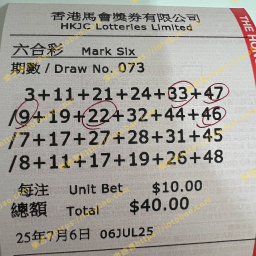 香港馬會獎券有限公司
HKJC Lotteries Limited
六合彩 Mark Six
期數 / Draw No. 073
3+11+21+24+33+47
/9+19+22+32+44+46
/7+17+27+28+31+45
/8+11+17+19+26+48
每注 Unit Bet $10.00
總額 Total $40.00
25年7月6日 06JUL25
THE HON